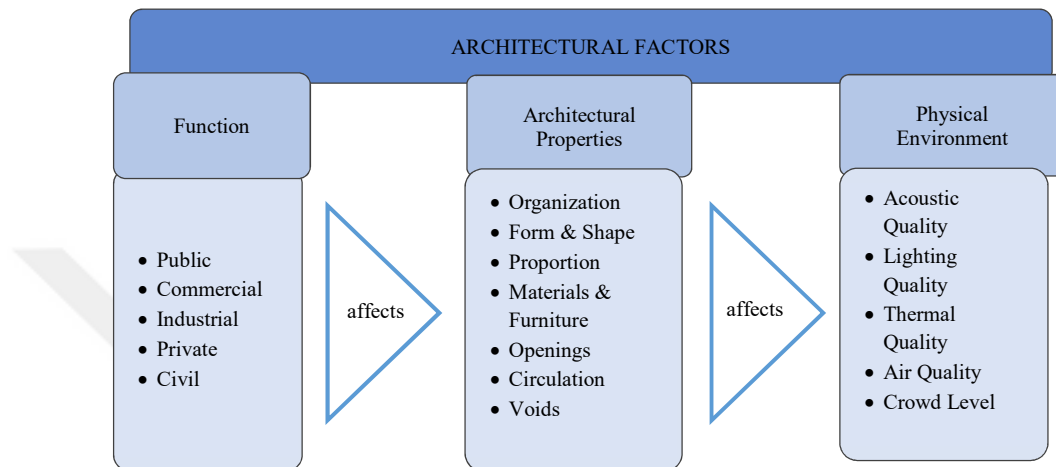 ARCHITECTURAL FACTORS
Function
• Public
• Commercial
• Industrial
• Private
• Civil
affects
Architectural
Properties
• Organization
• Form & Shape
• Proportion
• Materials &
Furniture
• Openings
• Circulation
• Voids
affects
Physical
Environment
• Acoustic
Quality
• Lighting
Quality
• Thermal
Quality
• Air Quality
• Crowd Level